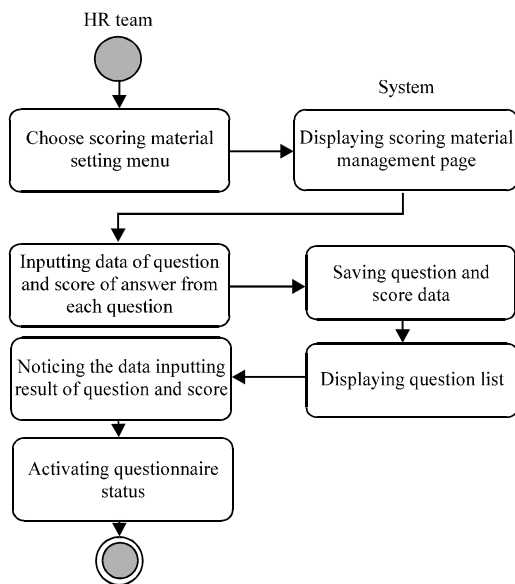 HR team
System
Choose scoring material
setting menu
Displaying scoring material
management page
Inputting data of question
and score of answer from
each question
Saving question and
score data
Noticing the data inputting
result of question and score
Displaying question list
Activating questionnaire
status